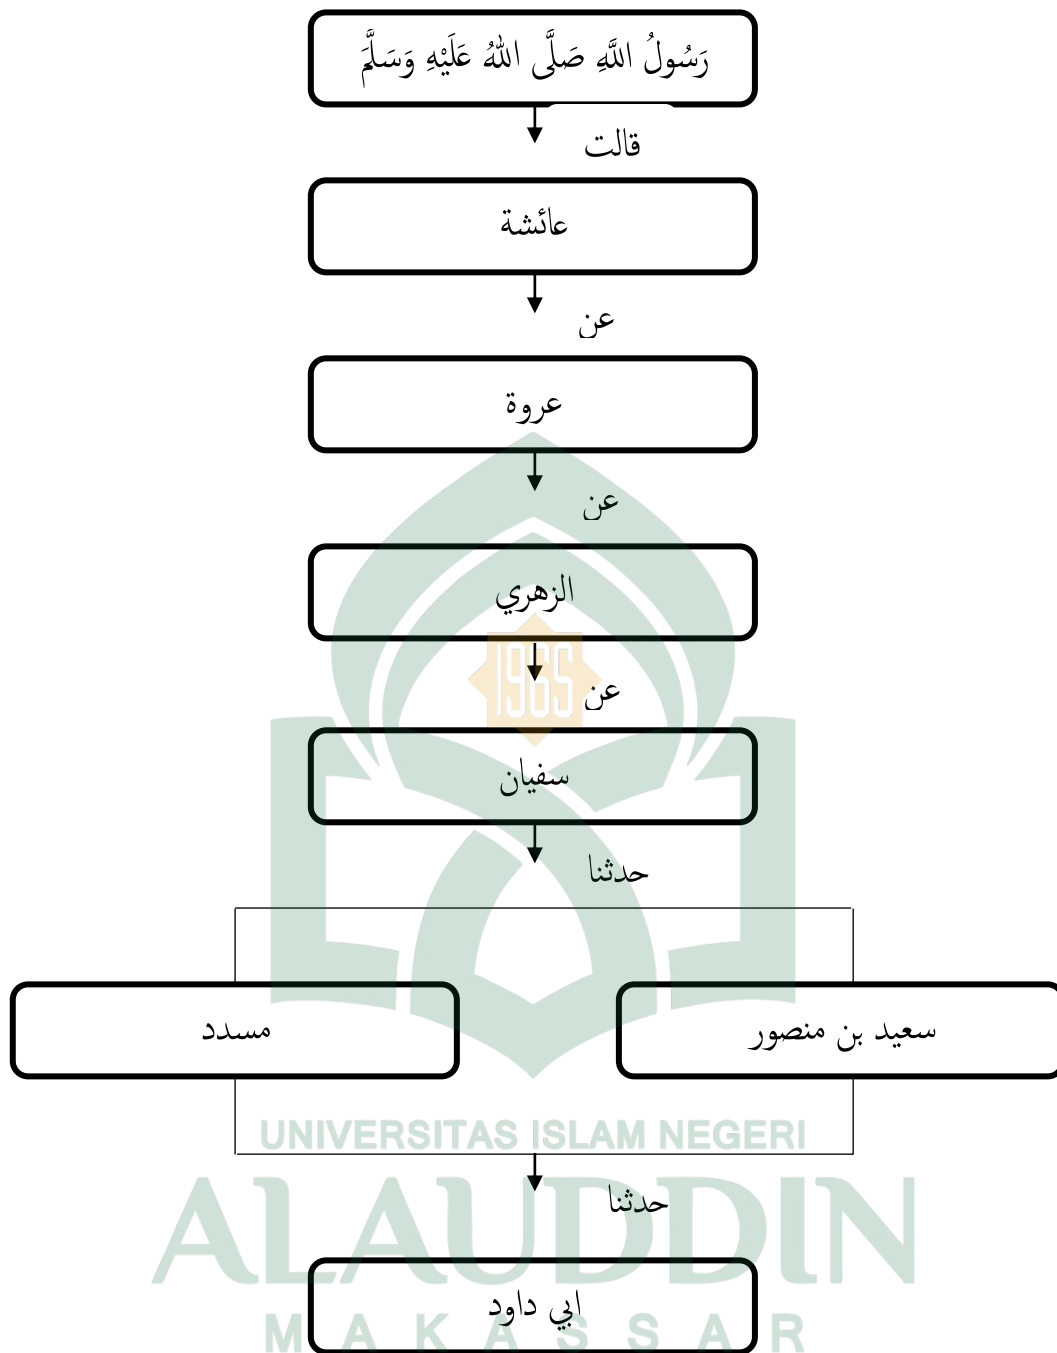 رَسُولُ اللَّهِ صَلَّى اللهُ عَلَيْهِ وَسَلَّمَ
قالت
عائشة
عن
عروة
عن
الزهري
1965
عن
سفيان
حدثنا
سعيد بن منصور
مسدد
UNIVERSITAS ISLAM NEGERI
ALAUDDIN
حدثنا
ابي داود
MAKASSAR